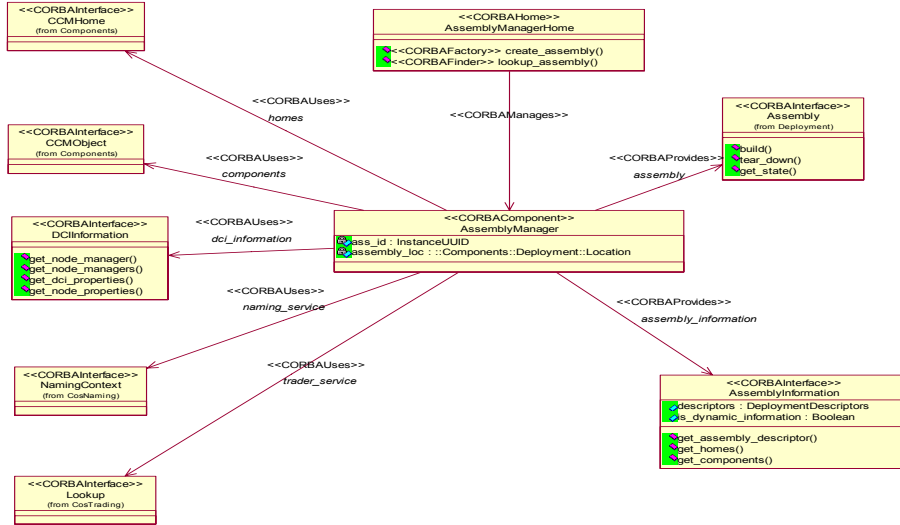 <<CORBAInterface>>
CCMHome
(from Components)
<<CORBAHome>>
AssemblyManagerHome
<<CORBAFactory>> create_assembly()
<<CORBAFinder>> lookup_assembly()
<<CORBAUses>>
homes
<<CORBAManages>>
<<CORBAInterface>>
Assembly
(from Deployment)
build()
tear_down()
get_state()
<<CORBAInterface>>
CCMObject
(from Components)
<<CORBAUses>>
components
<<CORBAProvides>>
assembly
<<CORBAInterface>>
DCIInformation
get_node_manager()
get_node_managers()
get_dci_properties()
get_node_properties()
<<CORBAUses>>
dci_information
<<CORBAComponent>>
AssemblyManager
ass_id : InstanceUUID
assembly_loc : ::Components::Deployment::Location
<<CORBAUses>>
naming_service
<<CORBAProvides>>
assembly_information
<<CORBAUses>>
trader_service
<<CORBAInterface>>
NamingContext
(from CosNaming)
<<CORBAInterface>>
AssemblyInformation
descriptors : DeploymentDescriptors
is_dynamic_information : Boolean
get_assembly_descriptor()
get_homes()
get_components()
<<CORBAInterface>>
Lookup
(from CosTrading)